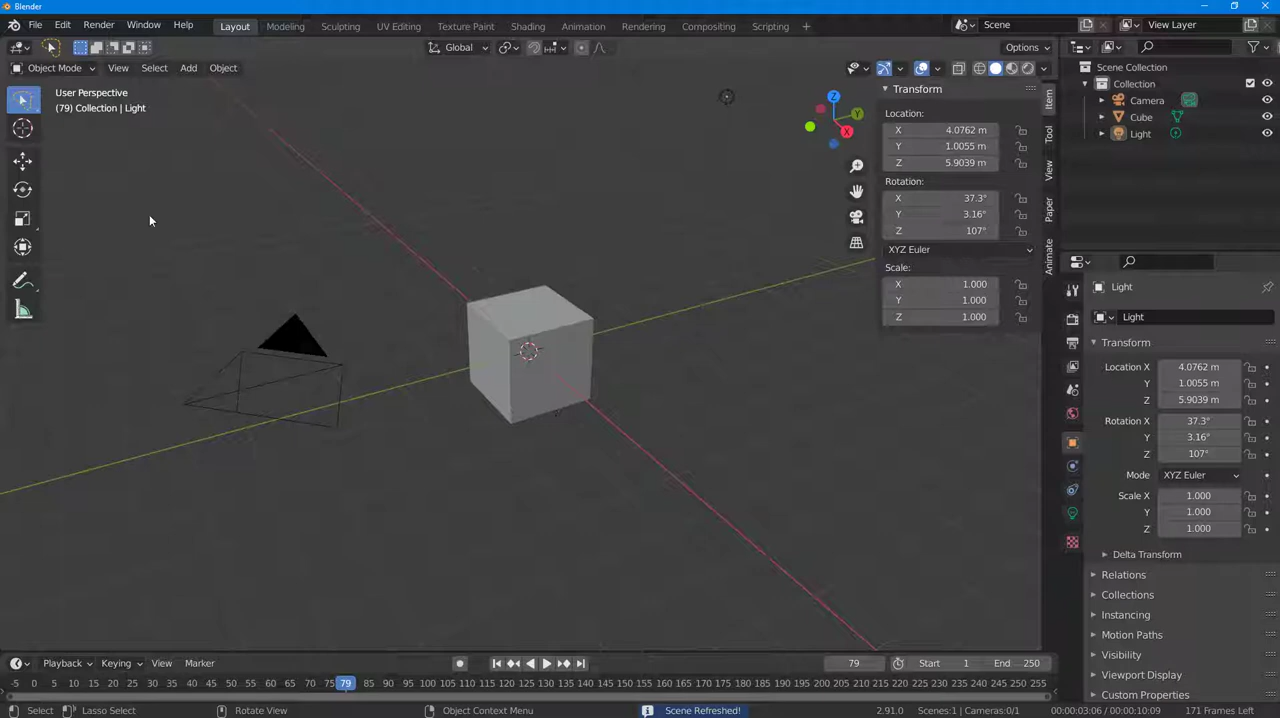 Blender
File Edit Render Window Help Layout Modeling Sculpting UV Editing Texture Paint Shading Animation Rendering Compositing Scripting + Scene View Layer
Global Options
Object Mode View Select Add Object
User Perspective
(79) Collection | Light
Z
Y
X
Transform
Location:
X 4.0762 m
Y 1.0055 m
Z 5.9039 m
Rotation:
X 37.3°
Y 3.16°
Z 107°
XYZ Euler
Scale:
X 1.000
Y 1.000
Z 1.000
Item
Tool
View
Paper
Animate
Scene Collection
Collection
Camera
Cube
Light
Light
Light
Transform
Location X 4.0762 m
Y 1.0055 m
Z 5.9039 m
Rotation X 37.3°
Y 3.16°
Z 107°
Mode XYZ Euler
Scale X 1.000
Y 1.000
Z 1.000
Delta Transform
Relations
Collections
Instancing
Motion Paths
Visibility
Viewport Display
Custom Properties
Playback Keying View Marker 79 Start 1 End 250
-5 0 5 10 15 20 25 30 35 40 45 50 55 60 65 70 75 79 85 90 95 100 105 110 115 120 125 130 135 140 145 150 155 160 165 170 175 180 185 190 195 200 205 210 215 220 225 230 235 240 245 250 255
Select Lasso Select Rotate View Object Context Menu Scene Refreshed! 2.91.0 Scenes:1 | Cameras:0/1 00:00:03:06 / 00:00:10:09 171 Frames Left